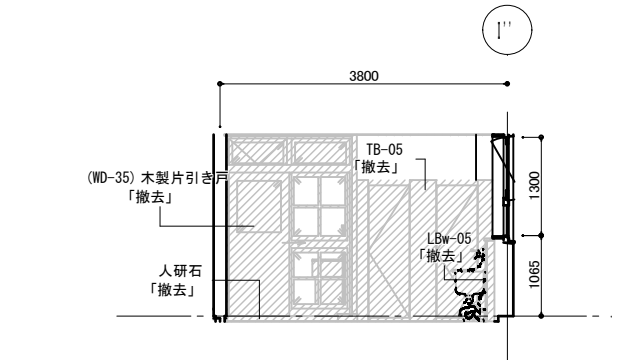 I''
3800
TB-05
「撤去」
(WD-35) 木製片引き戸
「撤去」
1300
LBw-05
「撤去」
1065
人研石
「撤去」